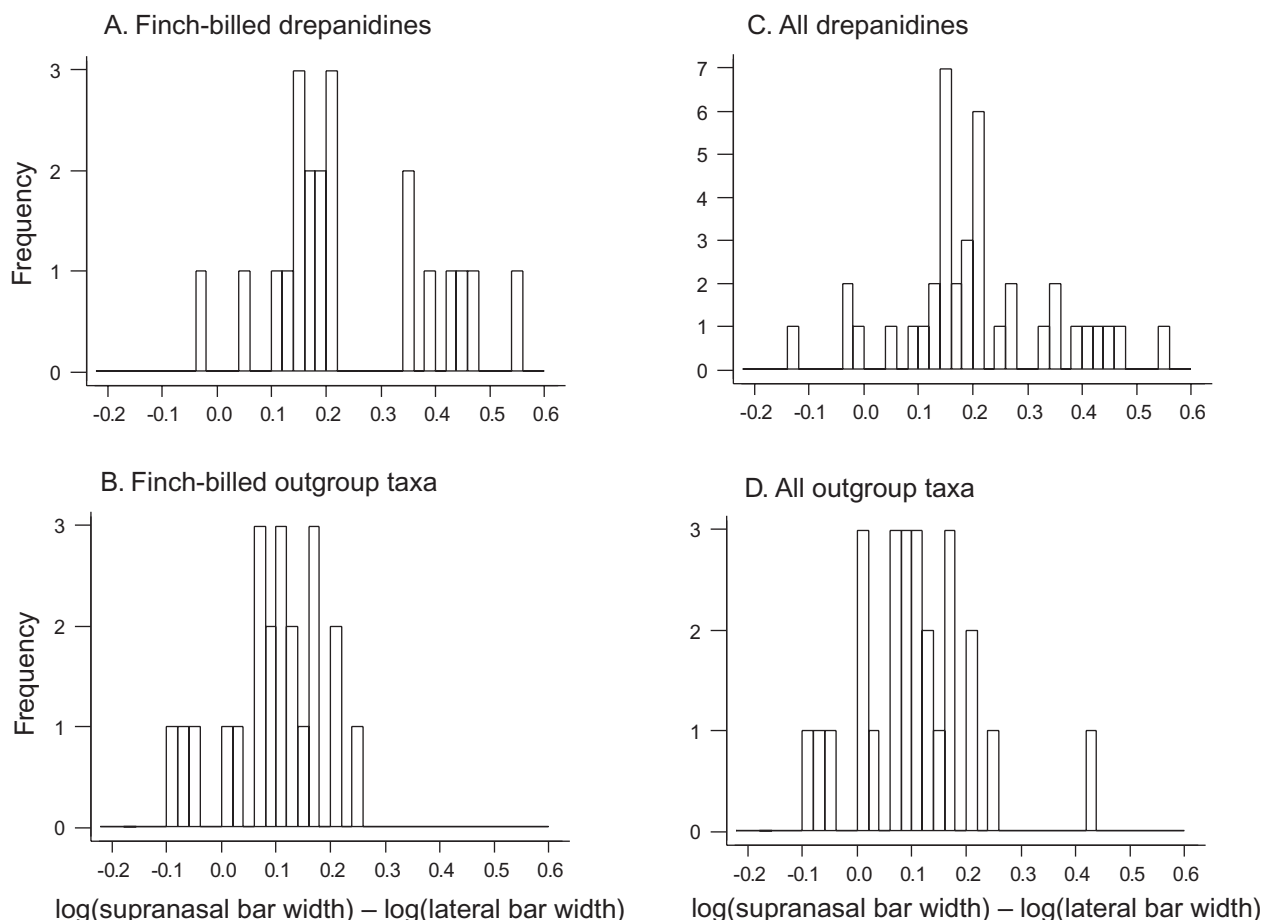 A. Finch-billed drepanidines
3
2
1
0
Frequency
-0.2 -0.1 0.0 0.1 0.2 0.3 0.4 0.5 0.6
B. Finch-billed outgroup taxa
3
2
1
0
Frequency
-0.2 -0.1 0.0 0.1 0.2 0.3 0.4 0.5 0.6
log(supranasal bar width) – log(lateral bar width)
C. All drepanidines
7
6
5
4
3
2
1
0
-0.2 -0.1 0.0 0.1 0.2 0.3 0.4 0.5 0.6
D. All outgroup taxa
3
2
1
0
-0.2 -0.1 0.0 0.1 0.2 0.3 0.4 0.5 0.6
log(supranasal bar width) – log(lateral bar width)